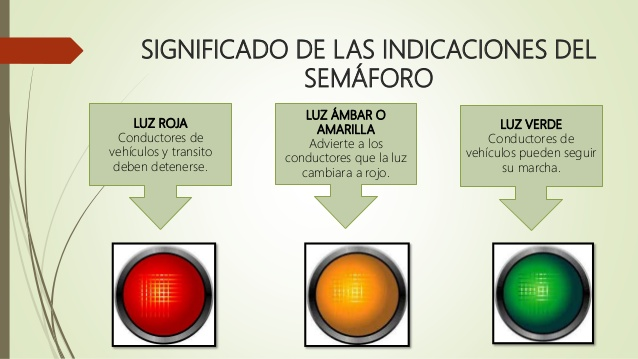 SIGNIFICADO DE LAS INDICACIONES DEL
SEMÁFORO
LUZ ROJA
Conductores de
vehículos y transito
deben detenerse.
LUZ ÁMBAR O
AMARILLA
Advierte a los
conductores que la luz
cambiara a rojo.
LUZ VERDE
Conductores de
vehículos pueden seguir
su marcha.